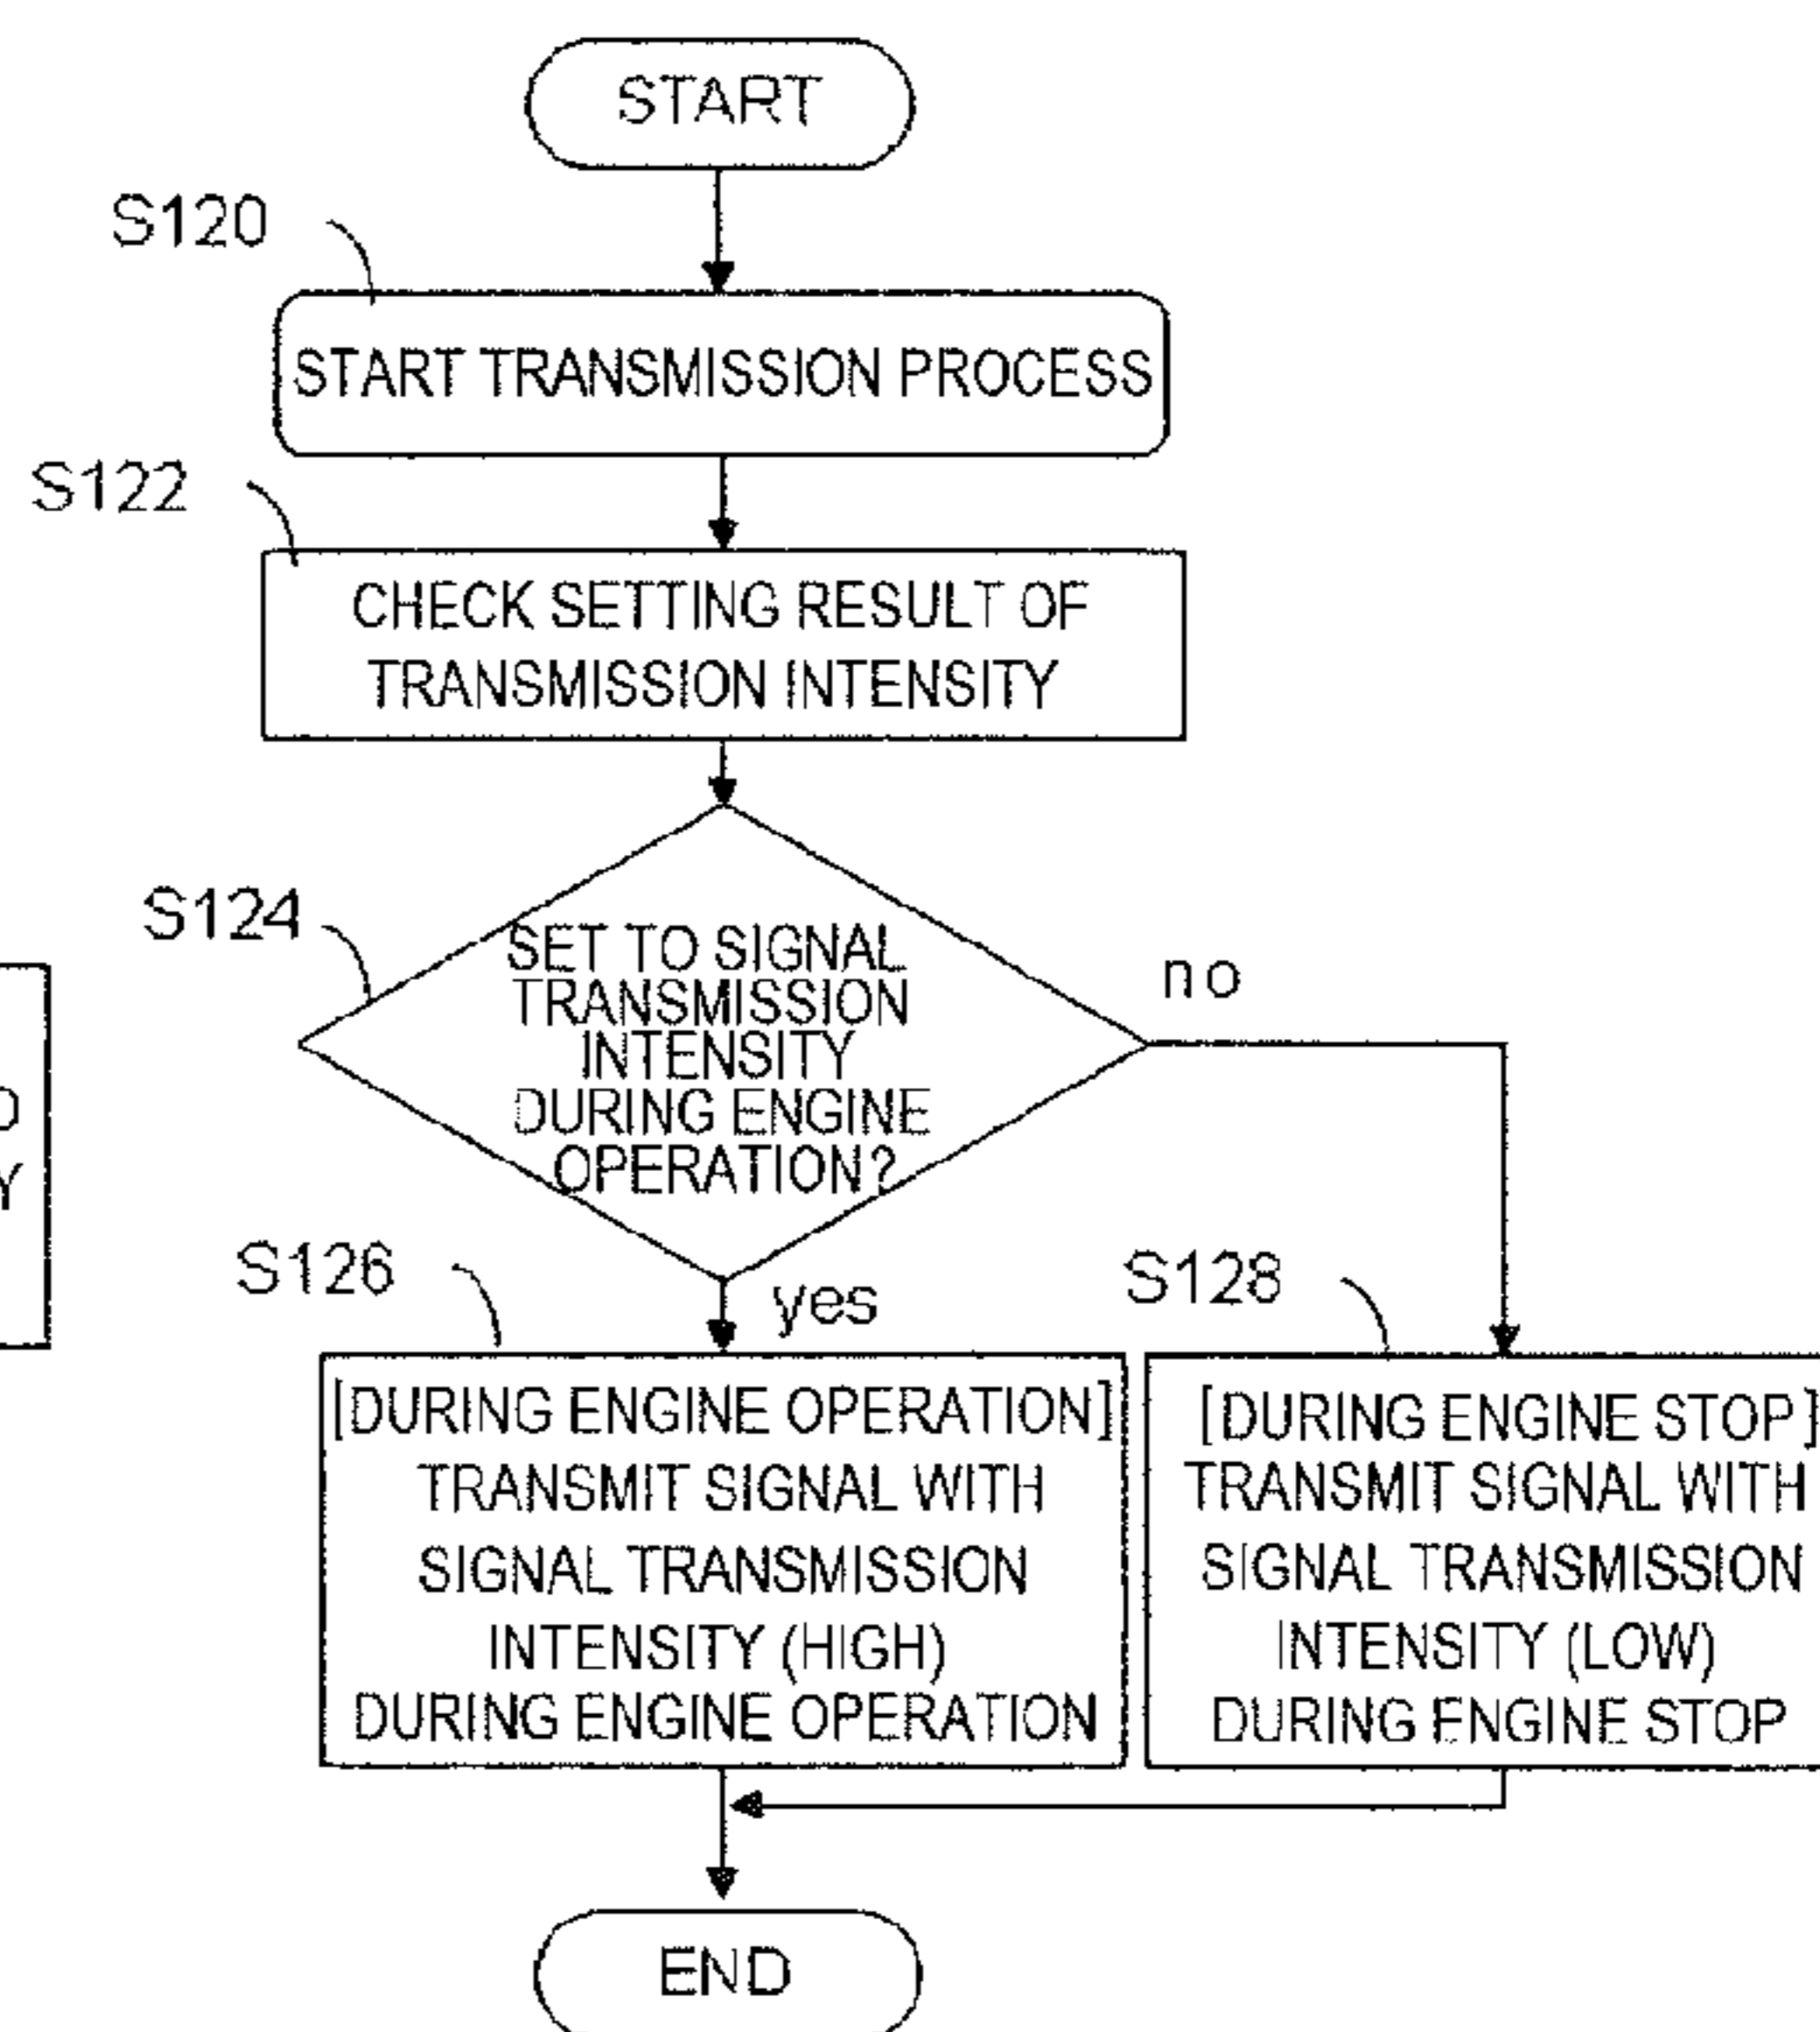 START
S120
START TRANSMISSION PROCESS
S122
CHECK SETTING RESULT OF
TRANSMISSION INTENSITY
S124
SET TO SIGNAL
TRANSMISSION
INTENSITY
DURING ENGINE
OPERATION?
no
yes
S126
[DURING ENGINE OPERATION]
TRANSMIT SIGNAL WITH
SIGNAL TRANSMISSION
INTENSITY (HIGH)
DURING ENGINE OPERATION
S128
[DURING ENGINE STOP]
TRANSMIT SIGNAL WITH
SIGNAL TRANSMISSION
INTENSITY (LOW)
DURING ENGINE STOP
END